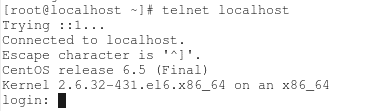 [root@localhost ~]# telnet localhost
Trying ::1...
Connected to localhost.
Escape character is '^]'.
CentOS release 6.5 (Final)
Kernel 2.6.32-431.el6.x86_64 on an x86_64
login: